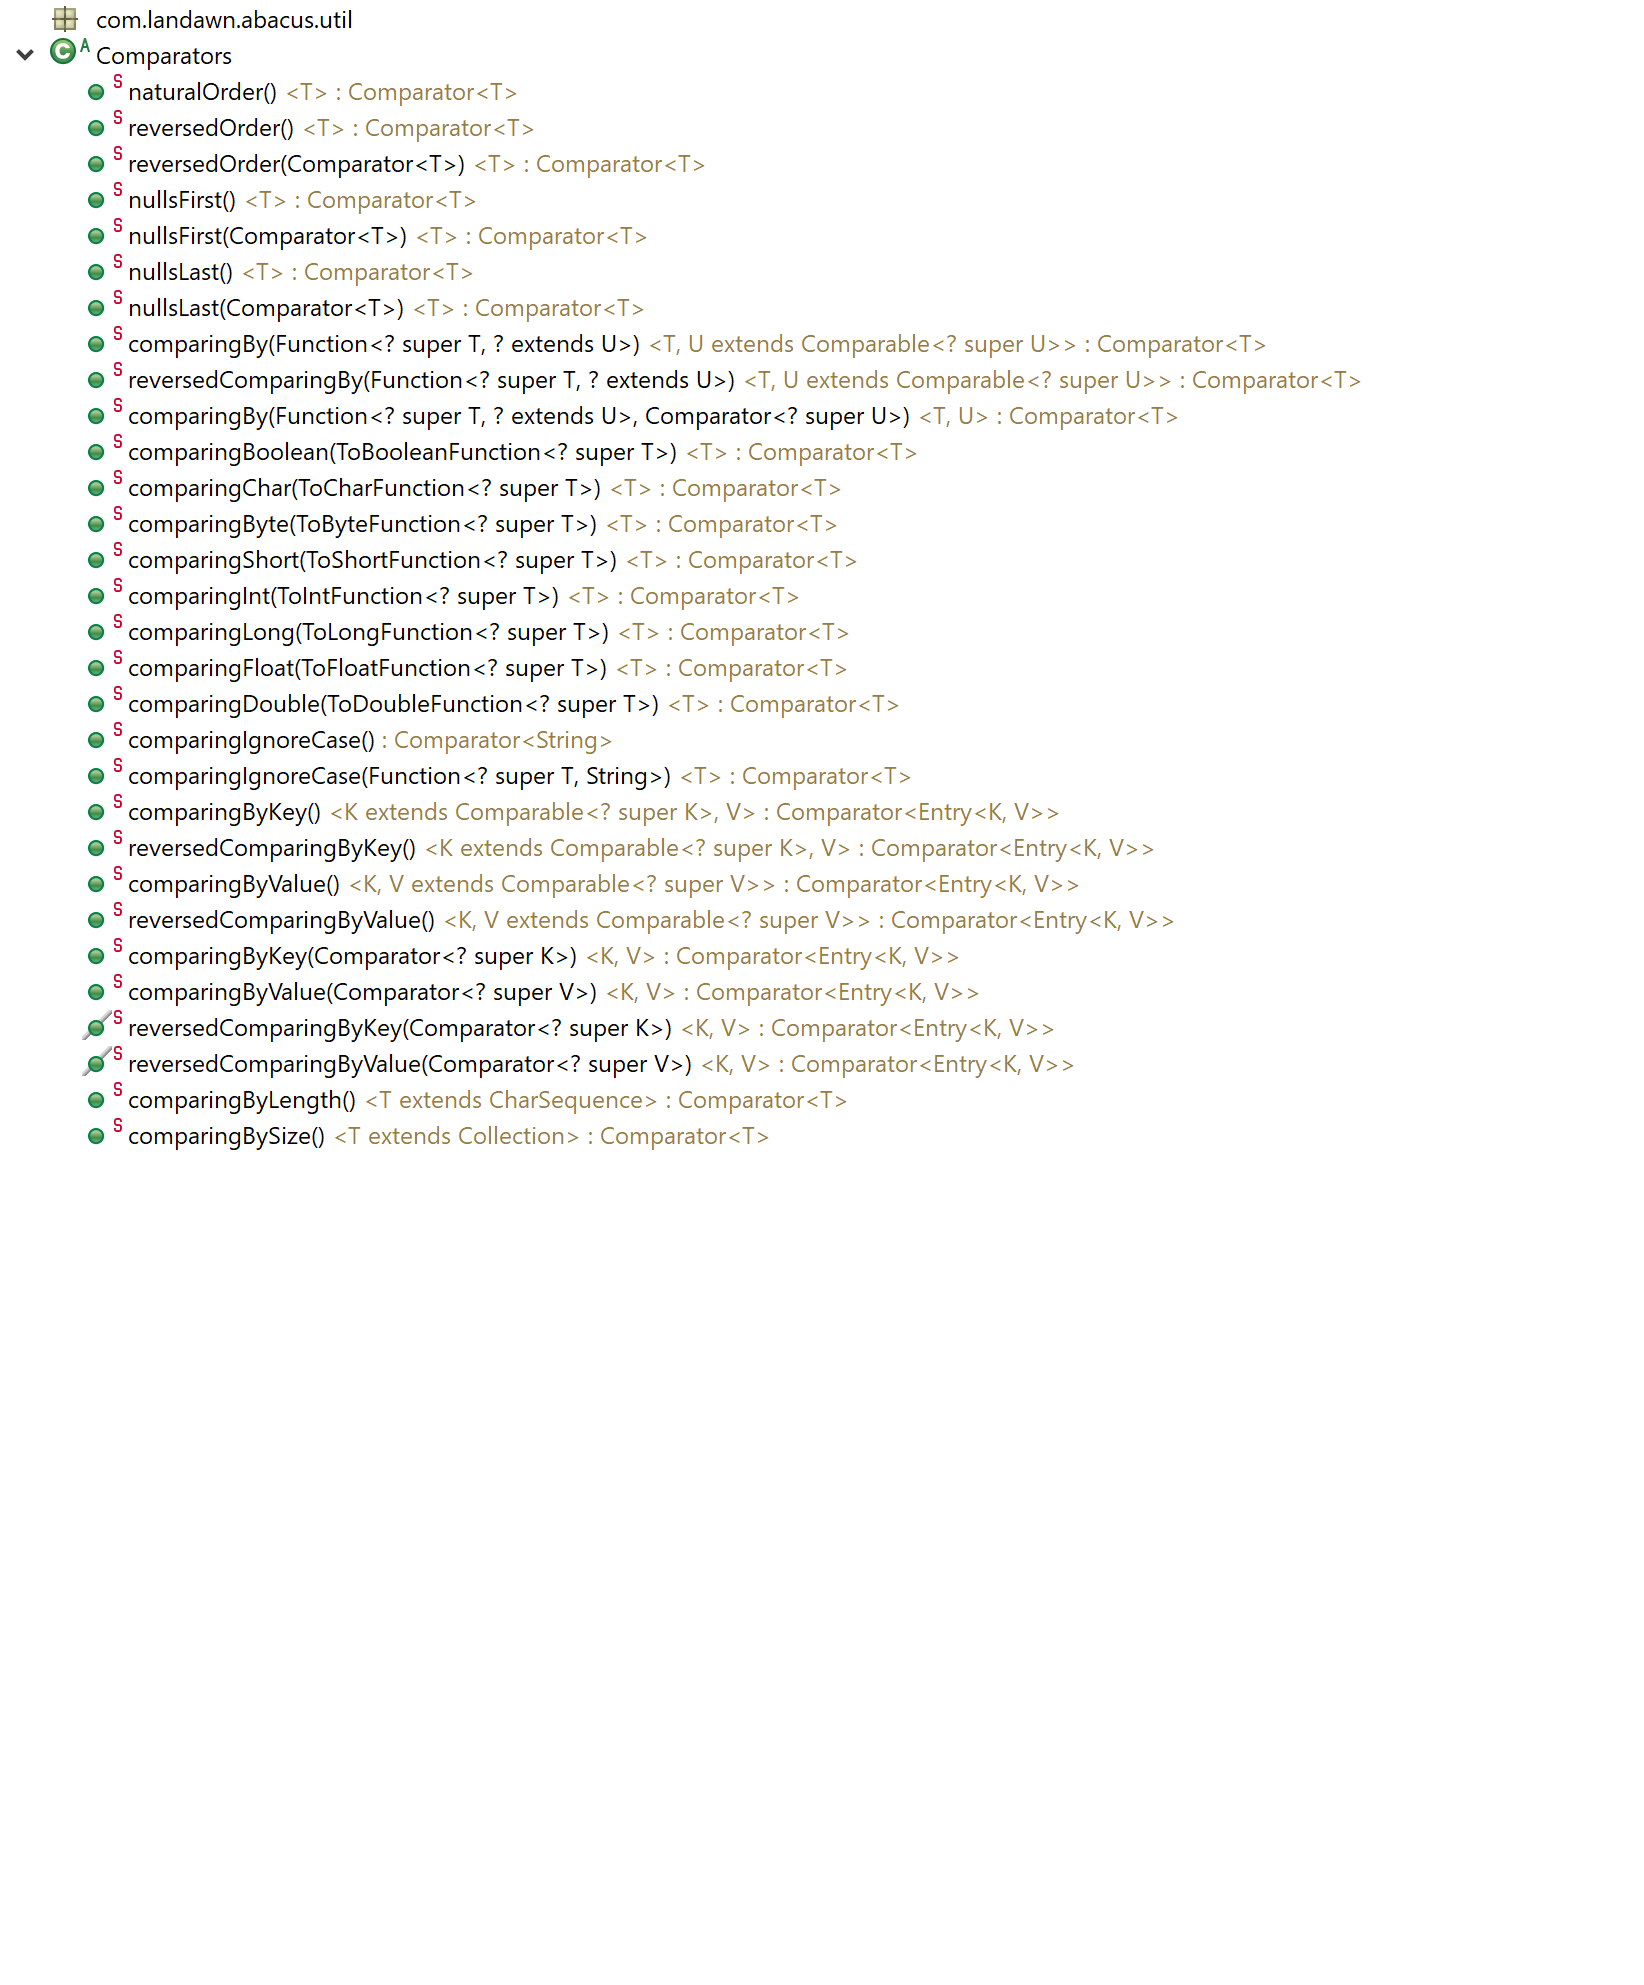 com.landawn.abacus.util
C A Comparators
S naturalOrder() <T> : Comparator<T>
S reversedOrder() <T> : Comparator<T>
S reversedOrder(Comparator<T>) <T> : Comparator<T>
S nullsFirst() <T> : Comparator<T>
S nullsFirst(Comparator<T>) <T> : Comparator<T>
S nullsLast() <T> : Comparator<T>
S nullsLast(Comparator<T>) <T> : Comparator<T>
S comparingBy(Function<? super T, ? extends U>) <T, U extends Comparable<? super U>> : Comparator<T>
S reversedComparingBy(Function<? super T, ? extends U>) <T, U extends Comparable<? super U>> : Comparator<T>
S comparingBy(Function<? super T, ? extends U>, Comparator<? super U>) <T, U> : Comparator<T>
S comparingBoolean(ToBooleanFunction<? super T>) <T> : Comparator<T>
S comparingChar(ToCharFunction<? super T>) <T> : Comparator<T>
S comparingByte(ToByteFunction<? super T>) <T> : Comparator<T>
S comparingShort(ToShortFunction<? super T>) <T> : Comparator<T>
S comparingInt(ToIntFunction<? super T>) <T> : Comparator<T>
S comparingLong(ToLongFunction<? super T>) <T> : Comparator<T>
S comparingFloat(ToFloatFunction<? super T>) <T> : Comparator<T>
S comparingDouble(ToDoubleFunction<? super T>) <T> : Comparator<T>
S comparingIgnoreCase() : Comparator<String>
S comparingIgnoreCase(Function<? super T, String>) <T> : Comparator<T>
S comparingByKey() <K extends Comparable<? super K>, V> : Comparator<Entry<K, V>>
S reversedComparingByKey() <K extends Comparable<? super K>, V> : Comparator<Entry<K, V>>
S comparingByValue() <K, V extends Comparable<? super V>> : Comparator<Entry<K, V>>
S reversedComparingByValue() <K, V extends Comparable<? super V>> : Comparator<Entry<K, V>>
S comparingByKey(Comparator<? super K>) <K, V> : Comparator<Entry<K, V>>
S comparingByValue(Comparator<? super V>) <K, V> : Comparator<Entry<K, V>>
S reversedComparingByKey(Comparator<? super K>) <K, V> : Comparator<Entry<K, V>>
S reversedComparingByValue(Comparator<? super V>) <K, V> : Comparator<Entry<K, V>>
S comparingByLength() <T extends CharSequence> : Comparator<T>
S comparingBySize() <T extends Collection> : Comparator<T>